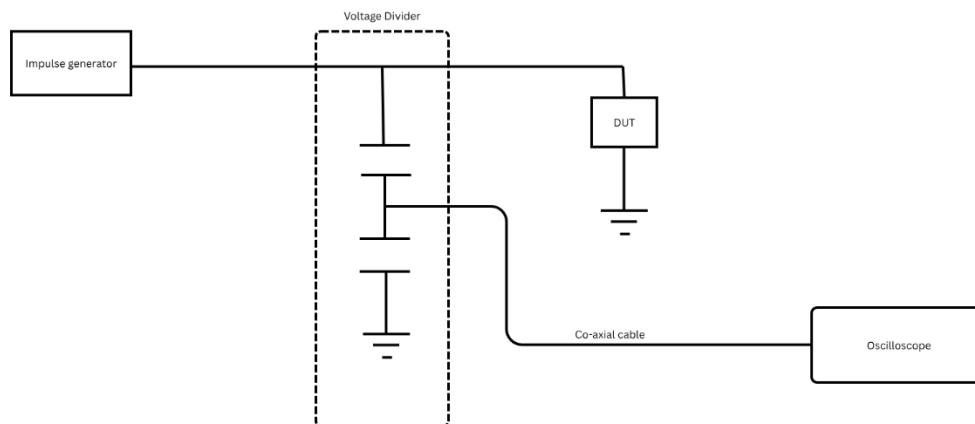 Voltage Divider
Impulse generator
DUT
Co-axial cable
Oscilloscope